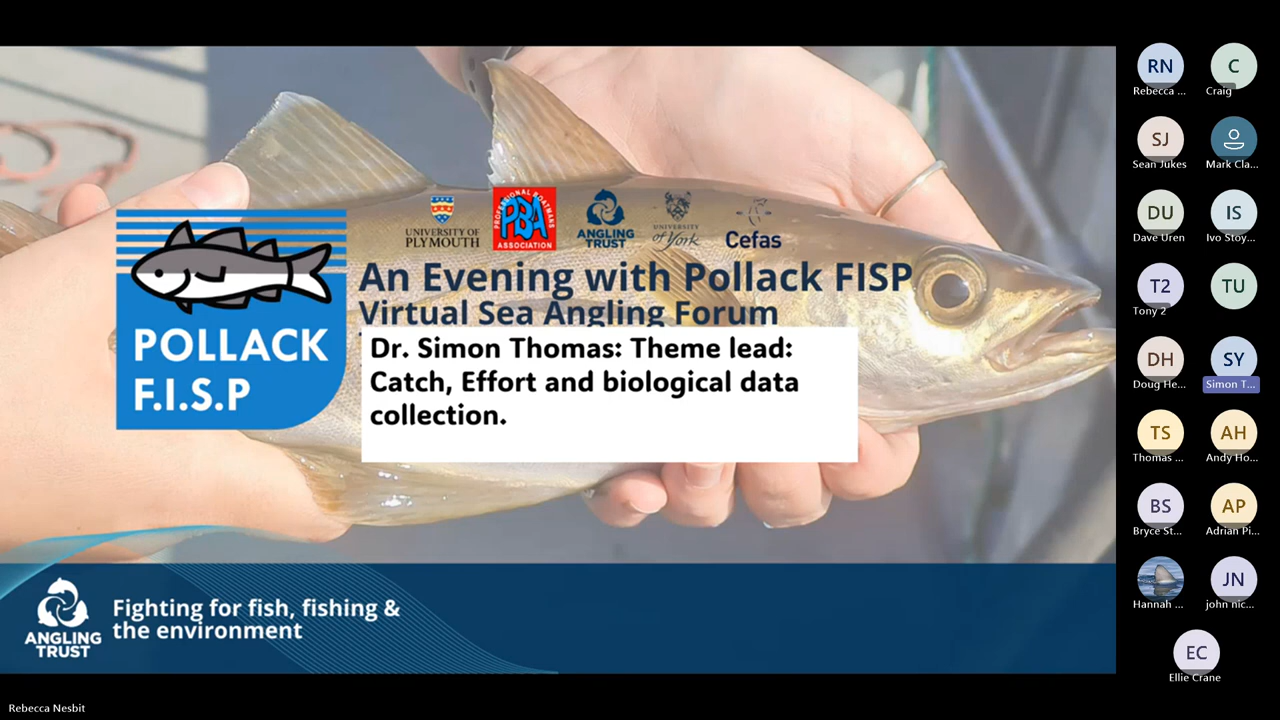 UNIVERSITY OF
PLYMOUTH
PROFESSIONAL BOATMANS
PBA
ASSOCIATION
ANGLING
TRUST
UNIVERSITY
of York
Cefas
An Evening with Pollack FISP
Virtual Sea Angling Forum
Dr. Simon Thomas: Theme lead:
Catch, Effort and biological data
collection.
POLLACK
F.I.S.P
ANGLING
TRUST
Fighting for fish, fishing &
the environment
RN
Rebecca ...
C
Craig
SJ
Sean Jukes
Mark Cla...
DU
Dave Uren
IS
Ivo Stoy...
T2
Tony 2
TU
DH
Doug He...
SY
Simon T...
TS
Thomas ...
AH
Andy Ho...
BS
Bryce St...
AP
Adrian Pi...
Hannah ...
JN
john nic...
EC
Ellie Crane
Rebecca Nesbit